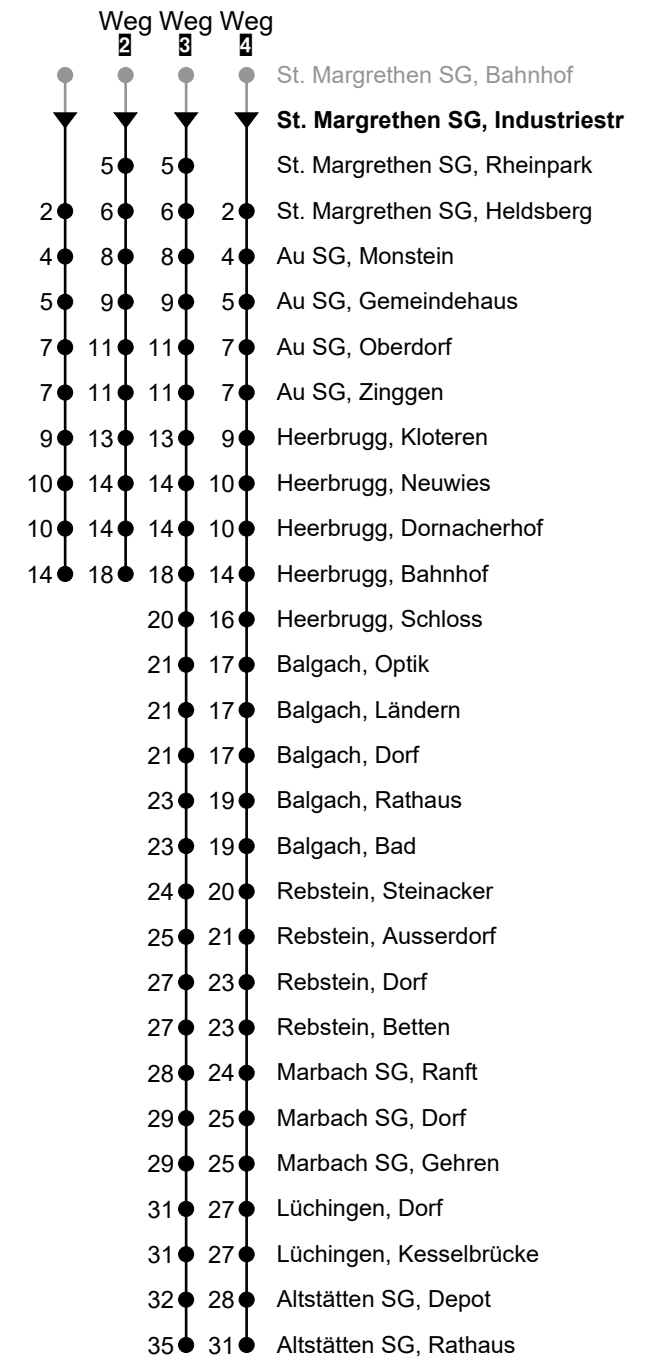 Weg Weg Weg
2 3 4
St. Margrethen SG, Bahnhof
St. Margrethen SG, Industriestr
5 5 St. Margrethen SG, Rheinpark
2 6 6 2 St. Margrethen SG, Heldsberg
4 8 8 4 Au SG, Monstein
5 9 9 5 Au SG, Gemeindehaus
7 11 11 7 Au SG, Oberdorf
7 11 11 7 Au SG, Zinggen
9 13 13 9 Heerbrugg, Kloteren
10 14 14 10 Heerbrugg, Neuwies
10 14 14 10 Heerbrugg, Dornacherhof
14 18 18 14 Heerbrugg, Bahnhof
20 16 Heerbrugg, Schloss
21 17 Balgach, Optik
21 17 Balgach, Ländern
21 17 Balgach, Dorf
23 19 Balgach, Rathaus
23 19 Balgach, Bad
24 20 Rebstein, Steinacker
25 21 Rebstein, Ausserdorf
27 23 Rebstein, Dorf
27 23 Rebstein, Betten
28 24 Marbach SG, Ranft
29 25 Marbach SG, Dorf
29 25 Marbach SG, Gehren
31 27 Lüchingen, Dorf
31 27 Lüchingen, Kesselbrücke
32 28 Altstätten SG, Depot
35 31 Altstätten SG, Rathaus